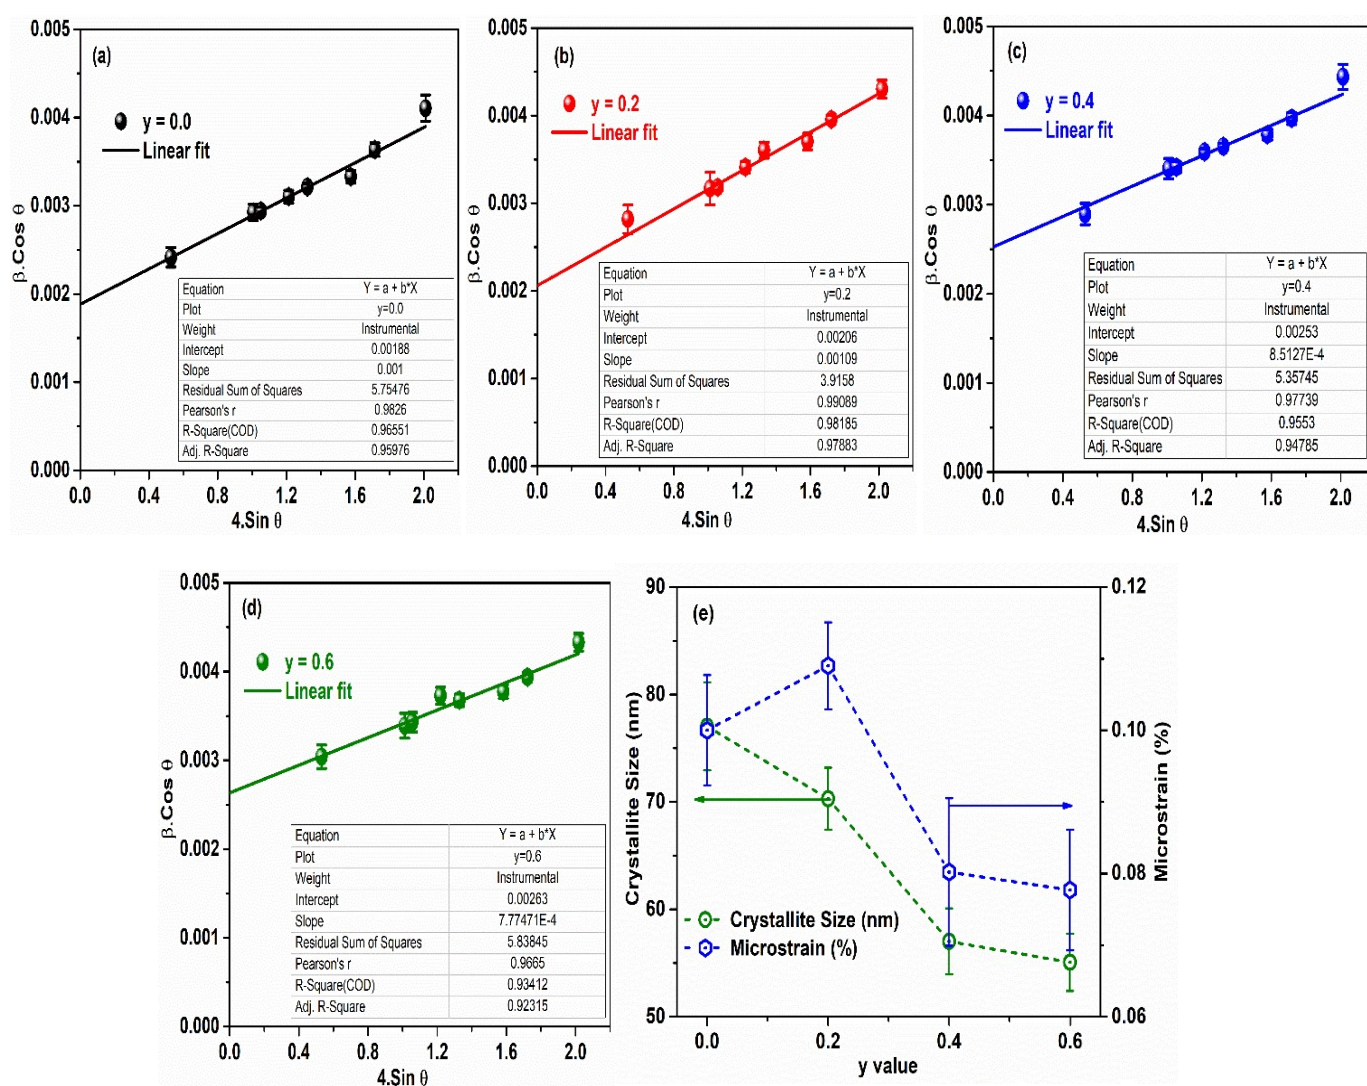 (a)
y = 0.0
Linear fit
0.005
0.004
0.003
0.002
0.001
0.000
β.Cos θ
Equation Y = a + b*X
Plot y=0.0
Weight Instrumental
Intercept 0.00188
Slope 0.001
Residual Sum of Squares 5.75476
Pearson's r 0.9826
R-Square(COD) 0.96551
Adj. R-Square 0.95976
0.0 0.4 0.8 1.2 1.6 2.0
4.Sin θ
(b)
y = 0.2
Linear fit
0.005
0.004
0.003
0.002
0.001
0.000
β.Cos θ
Equation Y = a + b*X
Plot y=0.2
Weight Instrumental
Intercept 0.00206
Slope 0.00109
Residual Sum of Squares 3.9158
Pearson's r 0.99089
R-Square(COD) 0.98185
Adj. R-Square 0.97883
0.0 0.4 0.8 1.2 1.6 2.0
4.Sin θ
(c)
y = 0.4
Linear fit
0.005
0.004
0.003
0.002
0.001
0.000
β.Cos θ
Equation Y = a + b*X
Plot y=0.4
Weight Instrumental
Intercept 0.00253
Slope 8.5127E-4
Residual Sum of Squares 5.35745
Pearson's r 0.97739
R-Square(COD) 0.9553
Adj. R-Square 0.94785
0.0 0.4 0.8 1.2 1.6 2.0
4.Sin θ
(d)
y = 0.6
Linear fit
0.005
0.004
0.003
0.002
0.001
0.000
β.Cos θ
Equation Y = a + b*X
Plot y=0.6
Weight Instrumental
Intercept 0.00263
Slope 7.77471E-4
Residual Sum of Squares 5.83845
Pearson's r 0.9665
R-Square(COD) 0.93412
Adj. R-Square 0.92315
0.0 0.4 0.8 1.2 1.6 2.0
4.Sin θ
(e)
90
80
70
60
50
Crystallite Size (nm)
Crystallite Size (nm)
Microstrain (%)
0.12
0.10
0.08
0.06
Microstrain (%)
0.0 0.2 0.4 0.6
y value